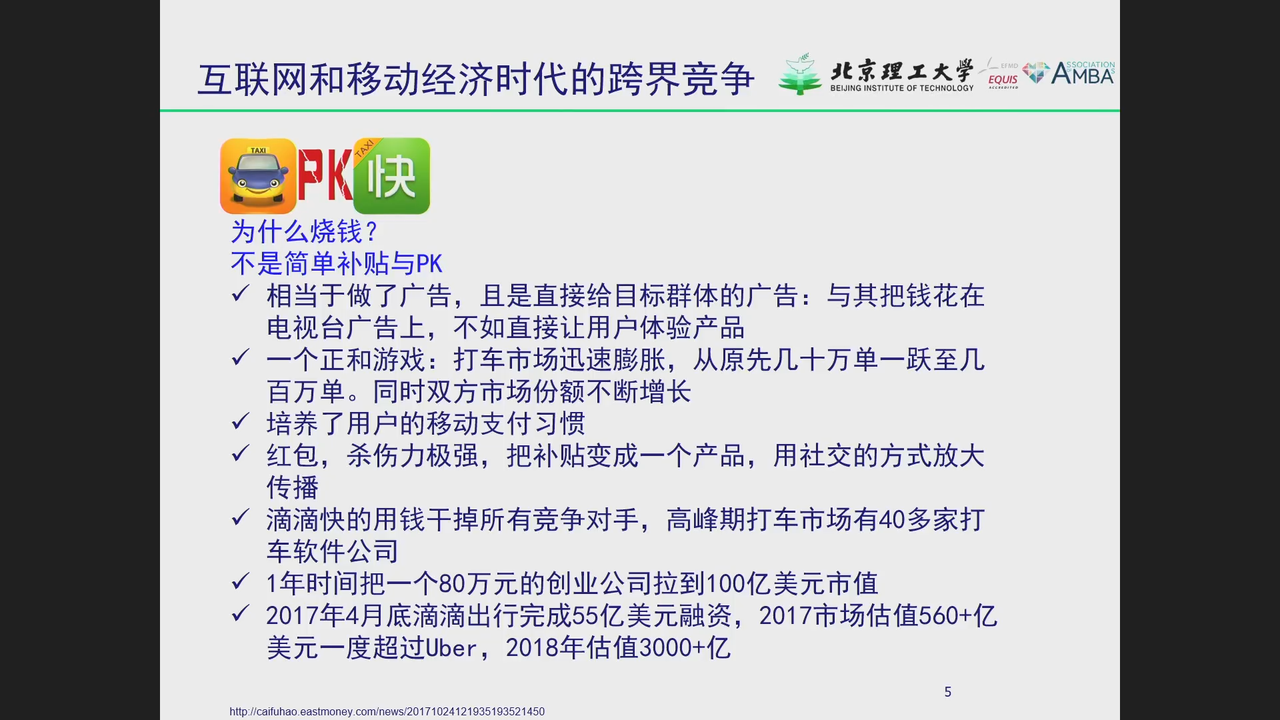 互联网和移动经济时代的跨界竞争
北京理工大学
BEIJING INSTITUTE OF TECHNOLOGY
EFMD
EQUIS
ACCREDITED
ASSOCIATION
AMBAS
TAXI
PK
TAXI
快
为什么烧钱?
不是简单补贴与PK
✓ 相当于做了广告，且是直接给目标群体的广告：与其把钱花在
电视台广告上，不如直接让用户体验产品
✓ 一个正和游戏：打车市场迅速膨胀，从原先几十万单一跃至几
百万单。同时双方市场份额不断增长
✓ 培养了用户的移动支付习惯
✓ 红包，杀伤力极强，把补贴变成一个产品，用社交的方式放大
传播
✓ 滴滴快的用钱干掉所有竞争对手，高峰期打车市场有40多家打
车软件公司
✓ 1年时间把一个80万元的创业公司拉到100亿美元市值
✓ 2017年4月底滴滴出行完成55亿美元融资，2017市场估值560+亿
美元一度超过Uber，2018年估值3000+亿
5
http://caifuhao.eastmoney.com/news/20171024121935193521450